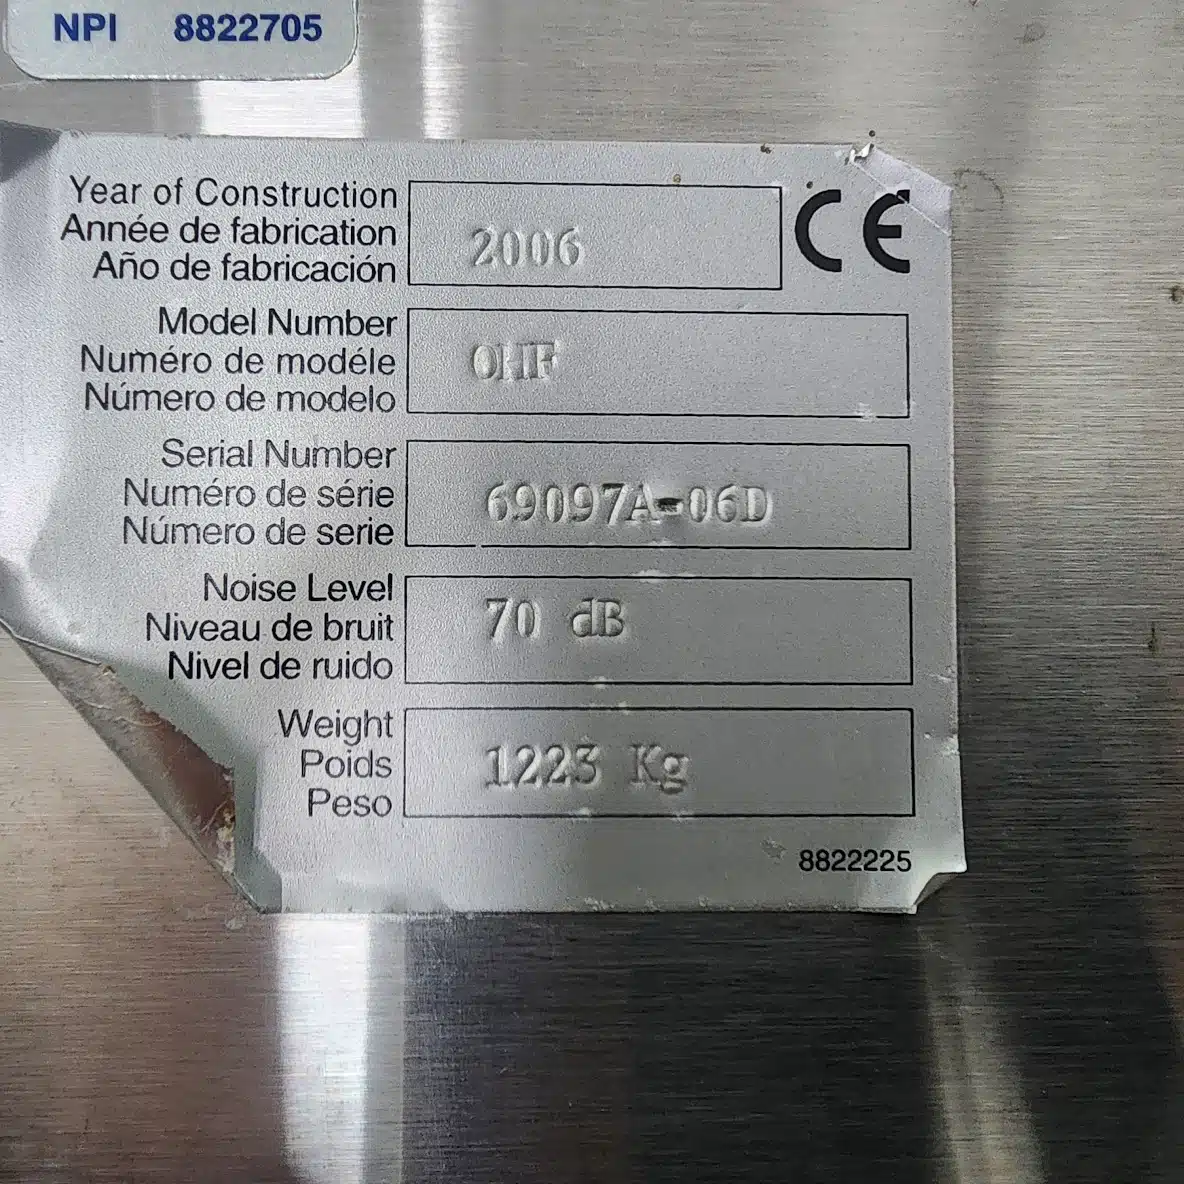 NPI 8822705
Year of Construction
Année de fabrication
Año de fabricación
2006
CE
Model Number
Numéro de modéle
Número de modelo
OHF
Serial Number
Numéro de série
Número de serie
69097A-06D
Noise Level
Niveau de bruit
Nivel de ruido
70 dB
Weight
Poids
Peso
1223 Kg
8822225